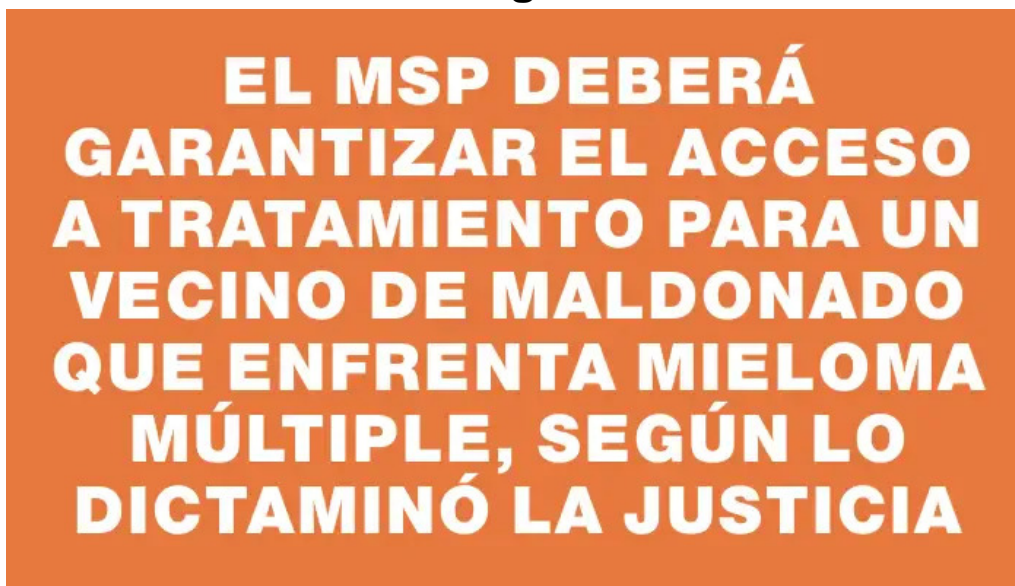 EL MSP DEBERÁ
GARANTIZAR EL ACCESO
A TRATAMIENTO PARA UN
VECINO DE MALDONADO
QUE ENFRENTA MIELOMA
MÚLTIPLE, SEGÚN LO
DICTAMINÓ LA JUSTICIA